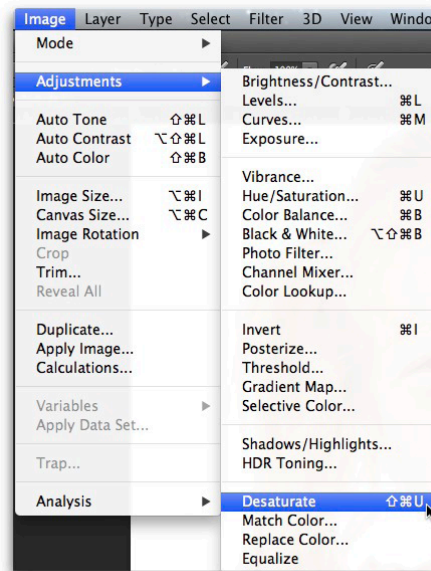 Image Layer Type Select Filter 3D View Windo
Mode ▶
Adjustments ▶
Auto Tone ⇧⌘L
Auto Contrast ⌥⇧⌘L
Auto Color ⇧⌘B
Image Size... ⌥⌘I
Canvas Size... ⌥⌘C
Image Rotation ▶
Crop
Trim...
Reveal All
Duplicate...
Apply Image...
Calculations...
Variables ▶
Apply Data Set...
Trap...
Analysis ▶
Brightness/Contrast...
Levels... ⌘L
Curves... ⌘M
Exposure...
Vibrance...
Hue/Saturation... ⌘U
Color Balance... ⌘B
Black & White... ⌥⇧⌘B
Photo Filter...
Channel Mixer...
Color Lookup...
Invert ⌘I
Posterize...
Threshold...
Gradient Map...
Selective Color...
Shadows/Highlights...
HDR Toning...
Desaturate ⇧⌘U
Match Color...
Replace Color...
Equalize